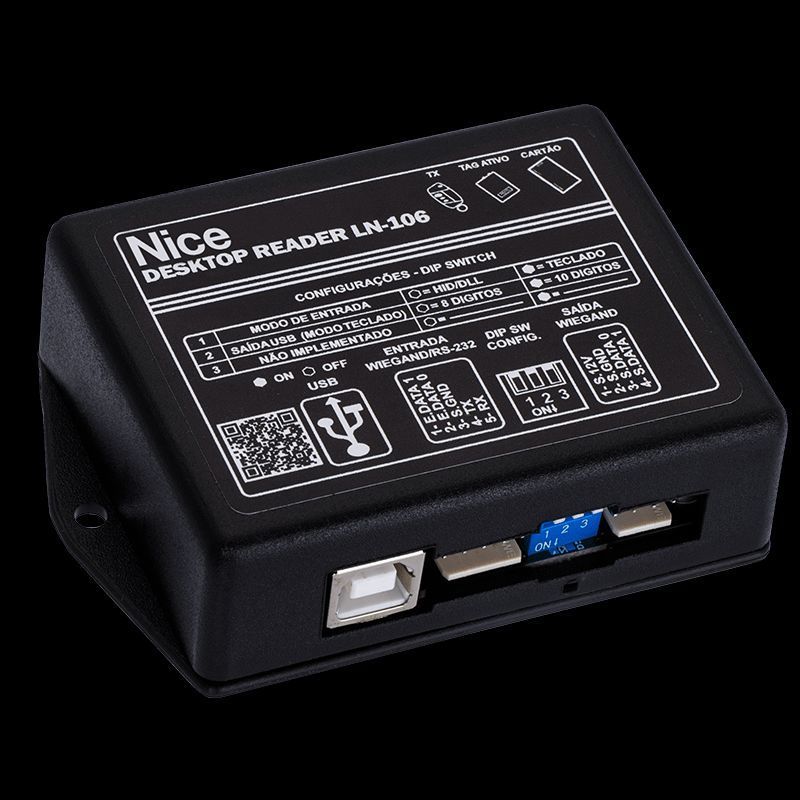 TX
TAG ATIVO
CARTÃO
Nice
DESKTOP READER LN-106
CONFIGURAÇÕES - DIP SWITCH
1 MODO DE ENTRADA = HID/DLL = TECLADO
2 SAÍDA USB (MODO TECLADO) = 8 DIGITOS = 10 DIGITOS
3 NÃO IMPLEMENTADO = =
ON OFF
USB
ENTRADA
WIEGAND/RS-232
DIP SW
CONFIG.
SAÍDA
WIEGAND
1- E. DATA 1
2- E. DATA 0
3- S. GND
4- TX
5- RX
1 2 3
ON↓
1- S. 12V
2- S. GND
3- S. DATA 0
4- S. DATA 1
1 2 3
ON↓